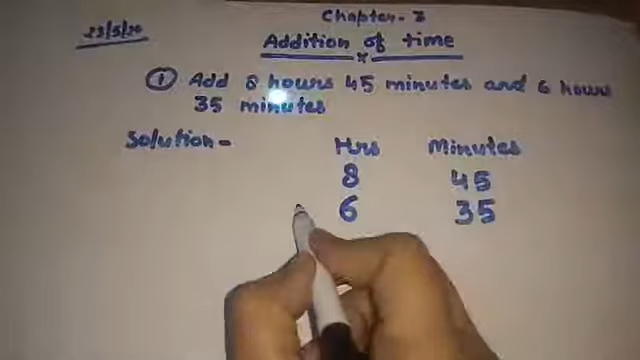 Chapter-3
23/5/20
Addition of time
① Add 8 hours 45 minutes and 6 hours
35 minutes
Solution-
Hrs Minutes
8 45
6 35